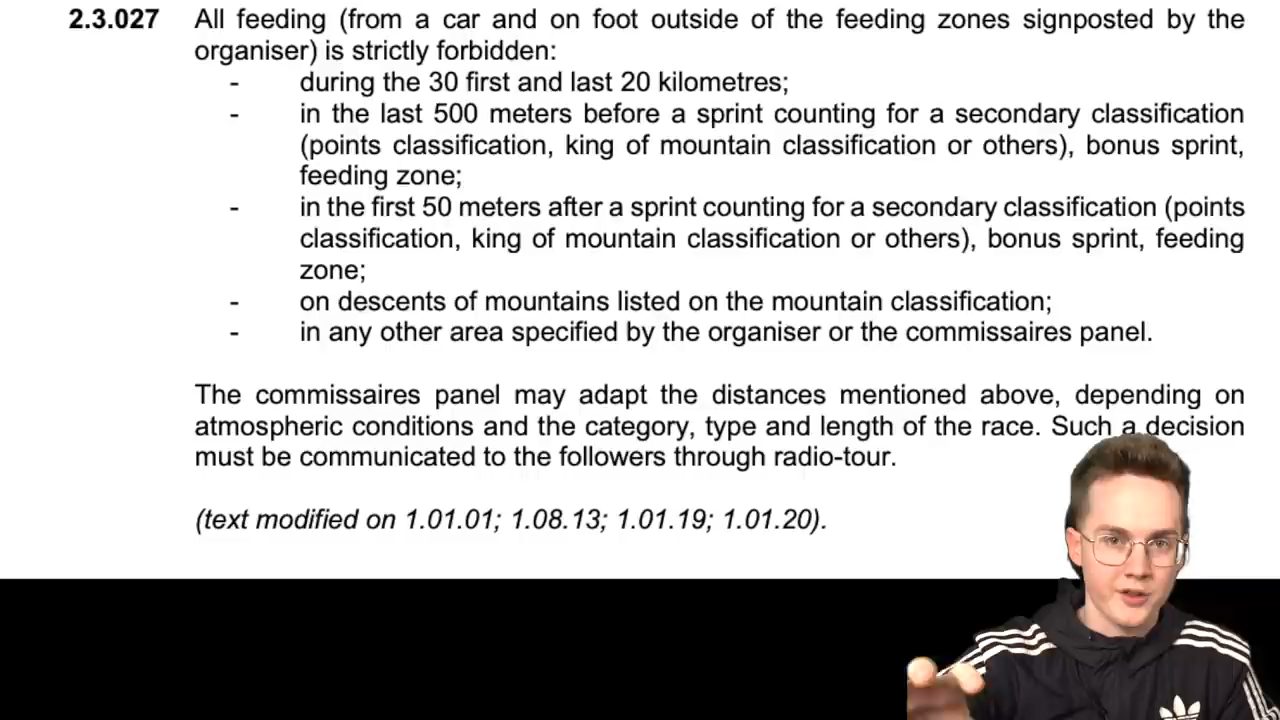 2.3.027 All feeding (from a car and on foot outside of the feeding zones signposted by the
organiser) is strictly forbidden:
- during the 30 first and last 20 kilometres;
- in the last 500 meters before a sprint counting for a secondary classification
(points classification, king of mountain classification or others), bonus sprint,
feeding zone;
- in the first 50 meters after a sprint counting for a secondary classification (points
classification, king of mountain classification or others), bonus sprint, feeding
zone;
- on descents of mountains listed on the mountain classification;
- in any other area specified by the organiser or the commissaires panel.
The commissaires panel may adapt the distances mentioned above, depending on
atmospheric conditions and the category, type and length of the race. Such a decision
must be communicated to the followers through radio-tour.
(text modified on 1.01.01; 1.08.13; 1.01.19; 1.01.20).